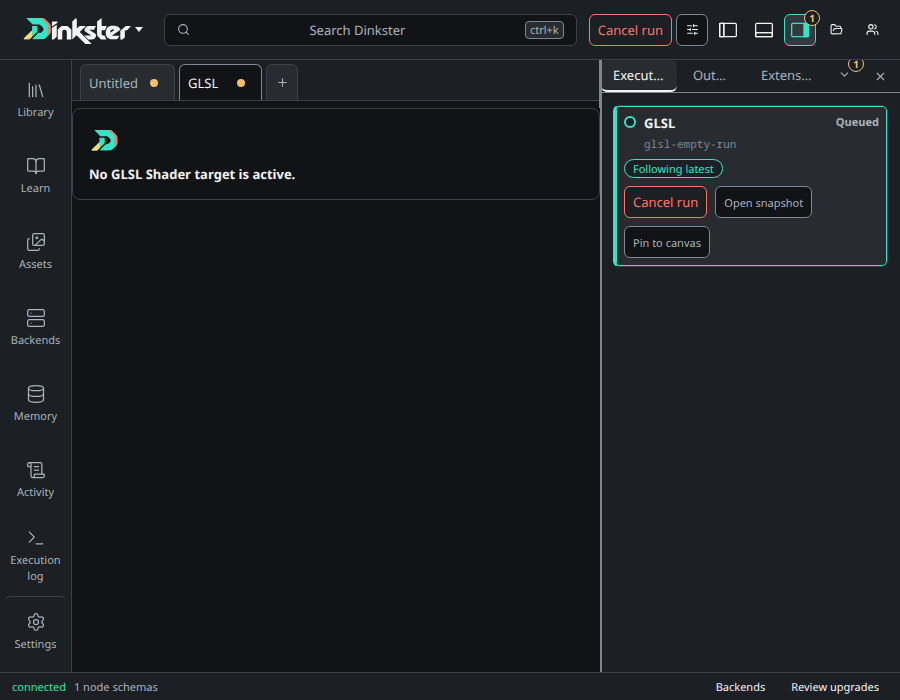 Dinkster
Search Dinkster
ctrl+k
Cancel run
1
Library
Learn
Assets
Backends
Memory
Activity
Execution
log
Settings
Untitled
GLSL
+
No GLSL Shader target is active.
Execut...
Out...
Extens...
1
GLSL
Queued
glsl-empty-run
Following latest
Cancel run
Open snapshot
Pin to canvas
connected
1 node schemas
Backends
Review upgrades